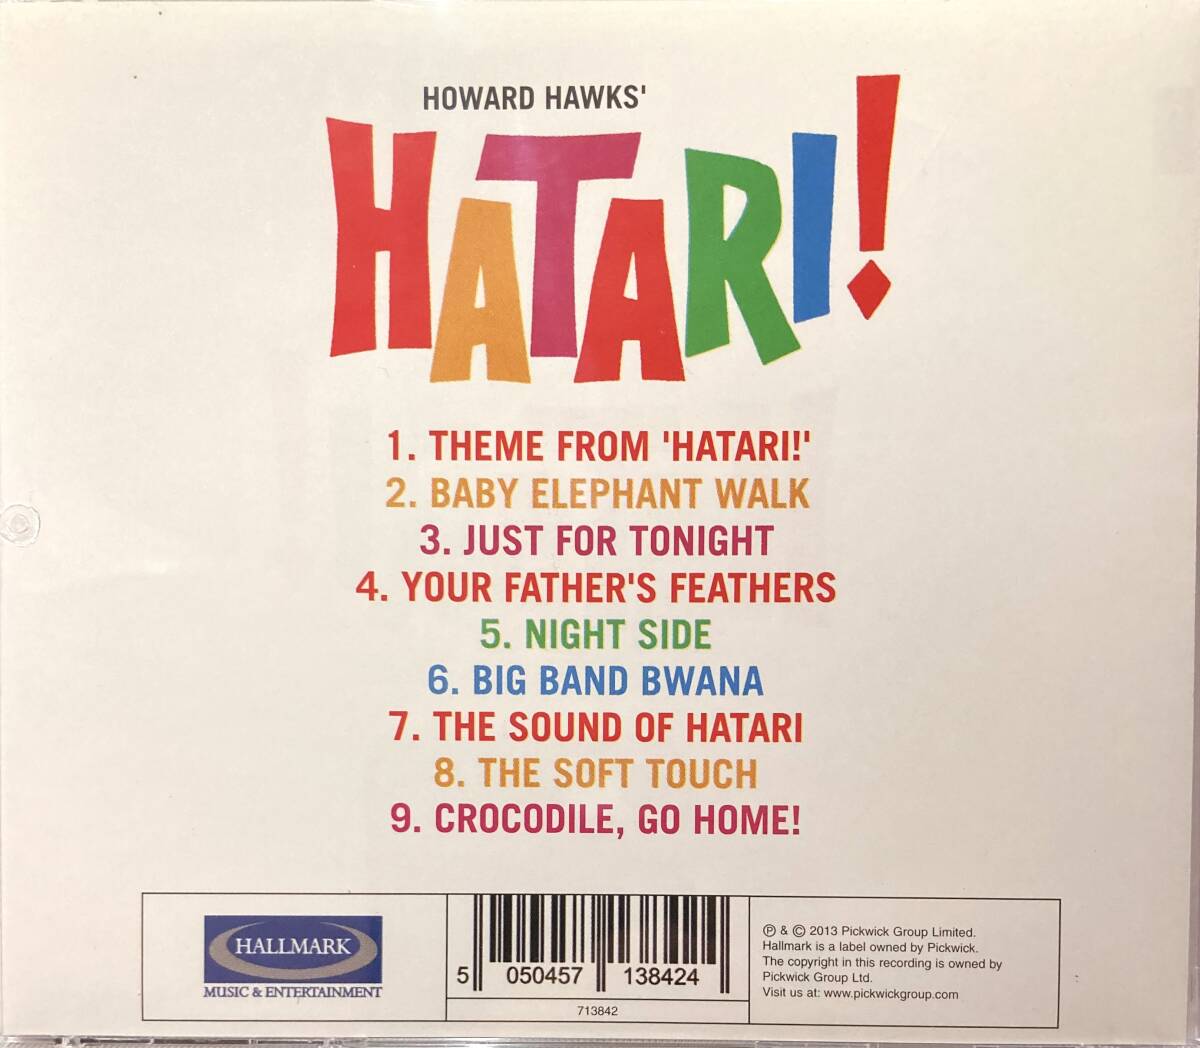 HOWARD HAWKS'
HATARI!
1. THEME FROM 'HATARI!'
2. BABY ELEPHANT WALK
3. JUST FOR TONIGHT
4. YOUR FATHER'S FEATHERS
5. NIGHT SIDE
6. BIG BAND BWANA
7. THE SOUND OF HATARI
8. THE SOFT TOUCH
9. CROCODILE, GO HOME!
HALLMARK
MUSIC & ENTERTAINMENT
5 050457 138424
713842
℗ & © 2013 Pickwick Group Limited.
Hallmark is a label owned by Pickwick.
The copyright in this recording is owned by
Pickwick Group Ltd.
Visit us at: www.pickwickgroup.com